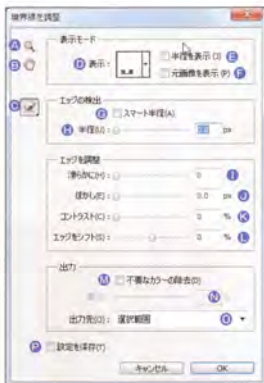 境界線を調整
表示モード
A
B
D 表示：
半径を表示(J) E
元画像を表示(P) F
C
エッジの検出
G スマート半径(A)
H 半径(U)： px
エッジを調整
滑らかに(H)： 0 I
ぼかし(E)： 0.0 px J
コントラスト(C)： 0 % K
エッジをシフト(S)： 0 % L
出力
M 不要なカラーの除去(D)
N
出力先(O)： 選択範囲 O
P 設定を保存(T)
キャンセル OK